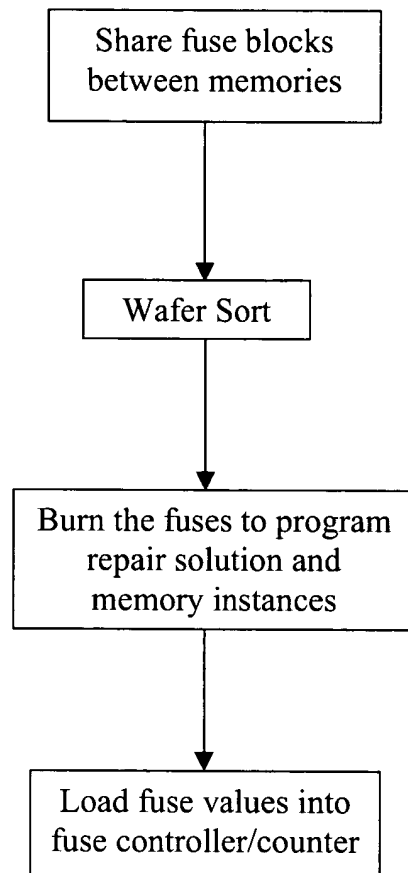 Share fuse blocks
between memories
Wafer Sort
Burn the fuses to program
repair solution and
memory instances
Load fuse values into
fuse controller/counter